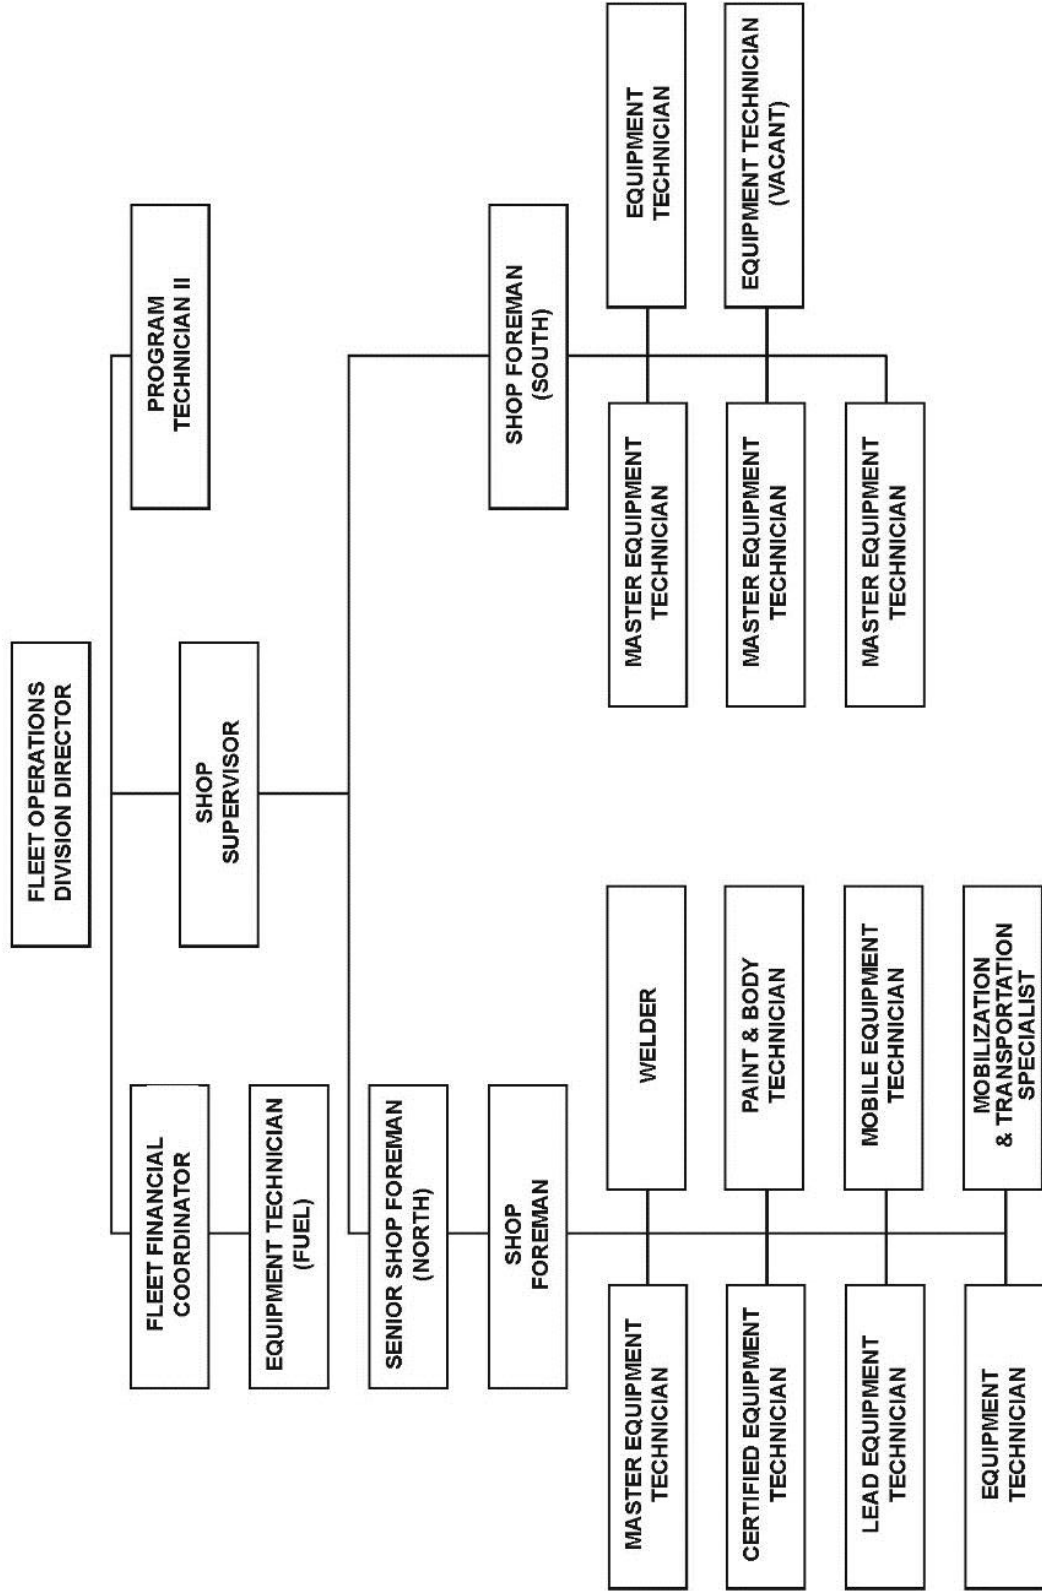 FLEET OPERATIONS
DIVISION DIRECTOR
FLEET FINANCIAL
COORDINATOR
PROGRAM
TECHNICIAN II
SHOP
SUPERVISOR
EQUIPMENT TECHNICIAN
(FUEL)
SENIOR SHOP FOREMAN
(NORTH)
SHOP
FOREMAN
SHOP FOREMAN
(SOUTH)
MASTER EQUIPMENT
TECHNICIAN
WELDER
CERTIFIED EQUIPMENT
TECHNICIAN
PAINT & BODY
TECHNICIAN
LEAD EQUIPMENT
TECHNICIAN
MOBILE EQUIPMENT
TECHNICIAN
EQUIPMENT
TECHNICIAN
MOBILIZATION
& TRANSPORTATION
SPECIALIST
MASTER EQUIPMENT
TECHNICIAN
EQUIPMENT
TECHNICIAN
MASTER EQUIPMENT
TECHNICIAN
EQUIPMENT TECHNICIAN
(VACANT)
MASTER EQUIPMENT
TECHNICIAN